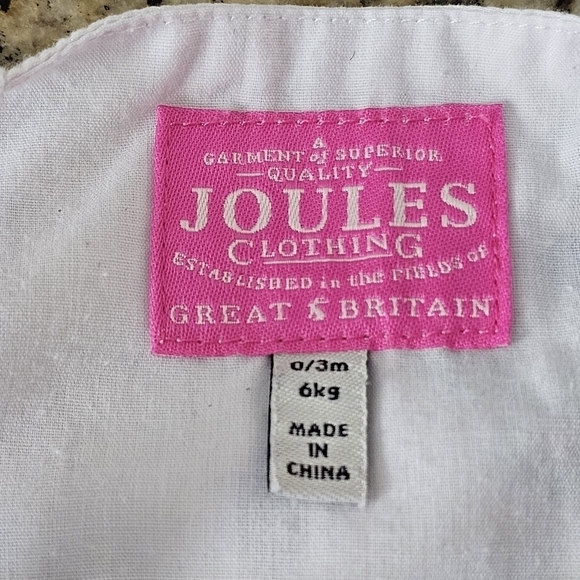 A
GARMENT of SUPERIOR
QUALITY
JOULES
CLOTHING
ESTABLISHED in the FIELDS OF
GREAT BRITAIN
0/3m
6kg
MADE
IN
CHINA